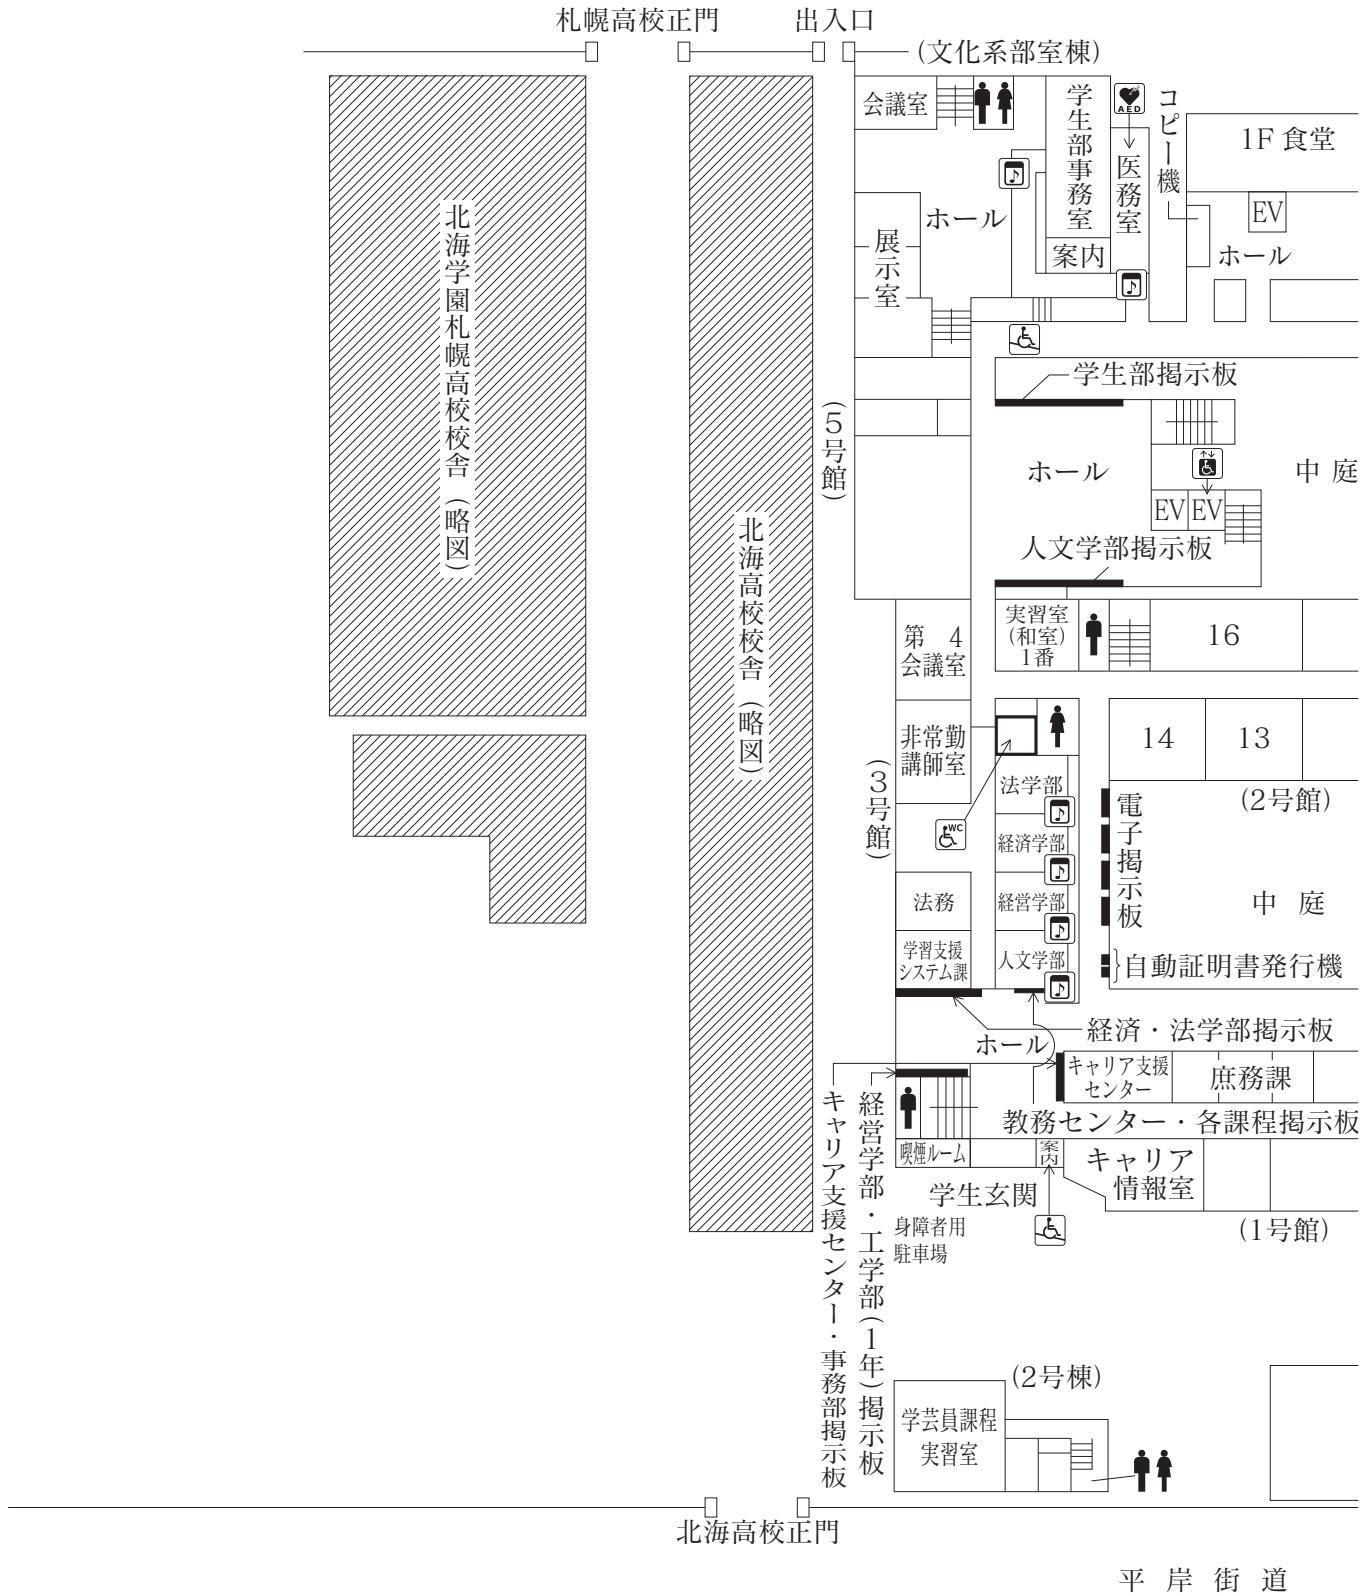 札幌高校正門
出入口
(文化系部室棟)
会議室
学生部事務室
AED
コピー機
1F 食堂
医務室
EV
ホール
ホール
展示室
案内
北海学園札幌高校校舎(略図)
学生部掲示板
(5号館)
ホール
中庭
EV
EV
北海高校校舎(略図)
人文学部掲示板
第4
会議室
実習室
(和室)
1番
16
非常勤
講師室
14
13
(3号館)
法学部
(2号館)
電子掲示板
WC
経済学部
法務
経営学部
中庭
学習支援
システム課
人文学部
自動証明書発行機
経済・法学部掲示板
ホール
キャリア支援
センター
庶務課
キャリア支援センター・事務部掲示板
経営学部・工学部(1年)掲示板
教務センター・各課程掲示板
喫煙ルーム
案内
キャリア
情報室
学生玄関
身障者用
駐車場
(1号館)
(2号棟)
学芸員課程
実習室
北海高校正門
平岸街道